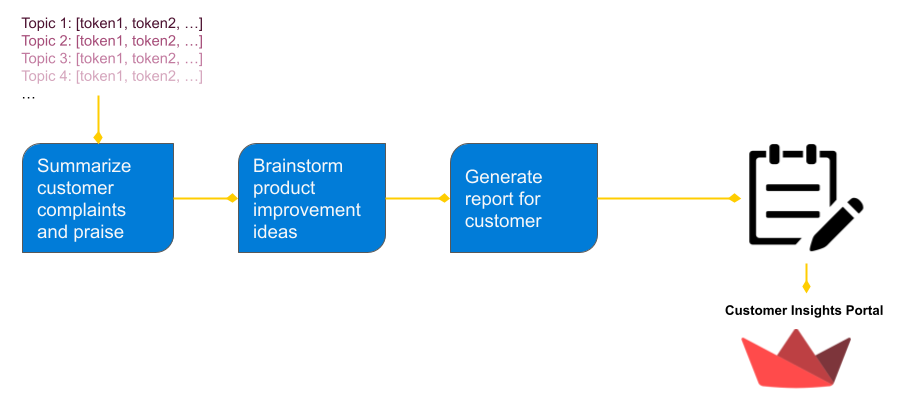 Topic 1: [token1, token2, …]
Topic 2: [token1, token2, …]
Topic 3: [token1, token2, …]
Topic 4: [token1, token2, …]
…
Summarize
customer
complaints
and praise
Brainstorm
product
improvement
ideas
Generate
report for
customer
Customer Insights Portal